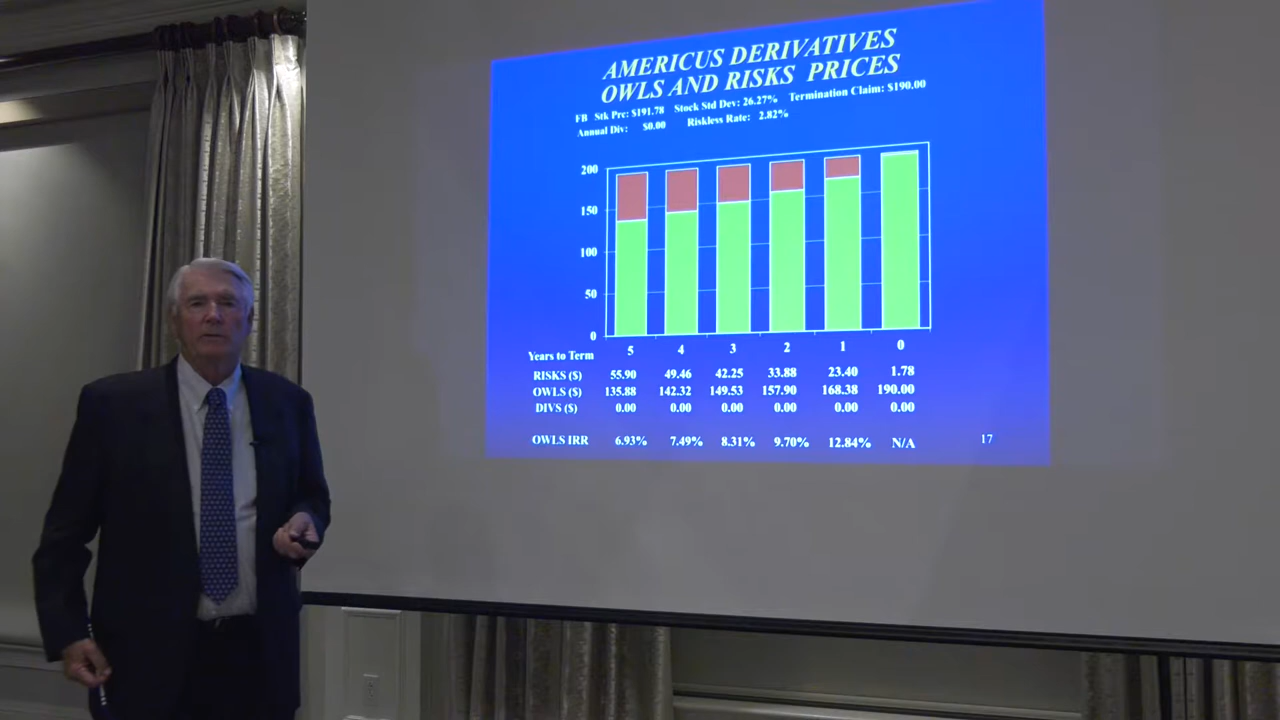 AMERICUS DERIVATIVES
OWLS AND RISKS PRICES
FB Stk Prc: $191.78 Stock Std Dev: 26.27% Termination Claim: $190.00
Annual Div: $0.00 Riskless Rate: 2.82%
200
150
100
50
0
Years to Term 5 4 3 2 1 0
RISKS ($) 55.90 49.46 42.25 33.88 23.40 1.78
OWLS ($) 135.88 142.32 149.53 157.90 168.38 190.00
DIVS ($) 0.00 0.00 0.00 0.00 0.00 0.00
OWLS IRR 6.93% 7.49% 8.31% 9.70% 12.84% N/A
17